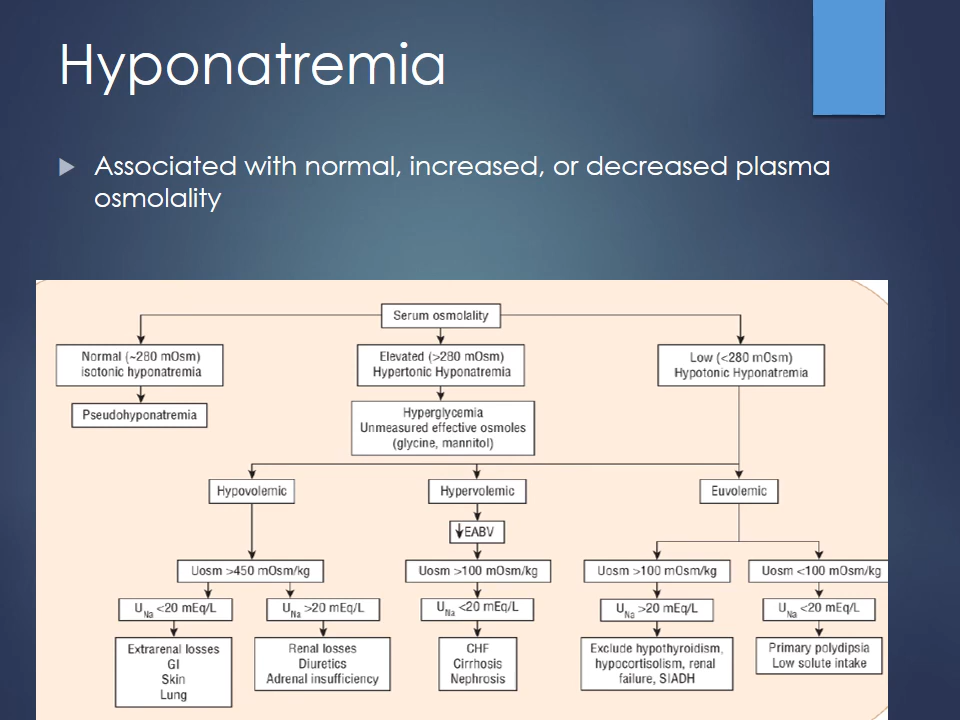 Hyponatremia
Associated with normal, increased, or decreased plasma
osmolality
Serum osmolality
Normal (~280 mOsm)
isotonic hyponatremia
Elevated (>280 mOsm)
Hypertonic Hyponatremia
Low (<280 mOsm)
Hypotonic Hyponatremia
Pseudohyponatremia
Hyperglycemia
Unmeasured effective osmoles
(glycine, mannitol)
Hypovolemic
Hypervolemic
Euvolemic
↓EABV
Uosm >450 mOsm/kg
Uosm >100 mOsm/kg
Uosm >100 mOsm/kg
Uosm <100 mOsm/kg
UNa <20 mEq/L
UNa >20 mEq/L
UNa <20 mEq/L
UNa >20 mEq/L
UNa <20 mEq/L
Extrarenal losses
GI
Skin
Lung
Renal losses
Diuretics
Adrenal insufficiency
CHF
Cirrhosis
Nephrosis
Exclude hypothyroidism,
hypocortisolism, renal
failure, SIADH
Primary polydipsia
Low solute intake